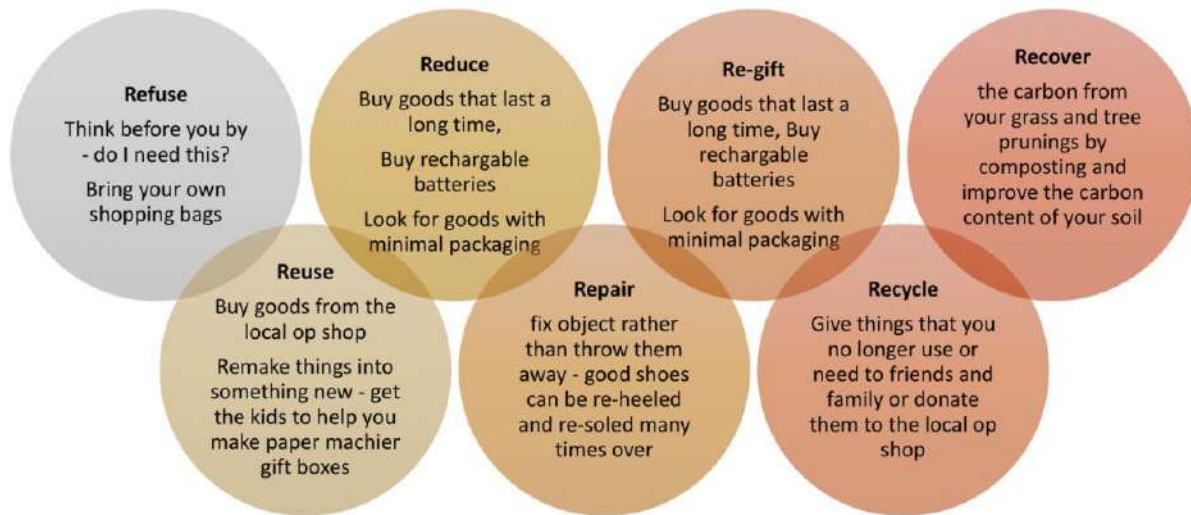 Refuse
Think before you by
- do I need this?
Bring your own
shopping bags
Reduce
Buy goods that last a
long time,
Buy rechargable
batteries
Look for goods with
minimal packaging
Re-gift
Buy goods that last a
long time, Buy
rechargable
batteries
Look for goods with
minimal packaging
Recover
the carbon from
your grass and tree
prunings by
composting and
improve the carbon
content of your soil
Reuse
Buy goods from the
local op shop
Remake things into
something new - get
the kids to help you
make paper machier
gift boxes
Repair
fix object rather
than throw them
away - good shoes
can be re-heeled
and re-soled many
times over
Recycle
Give things that you
no longer use or
need to friends and
family or donate
them to the local op
shop